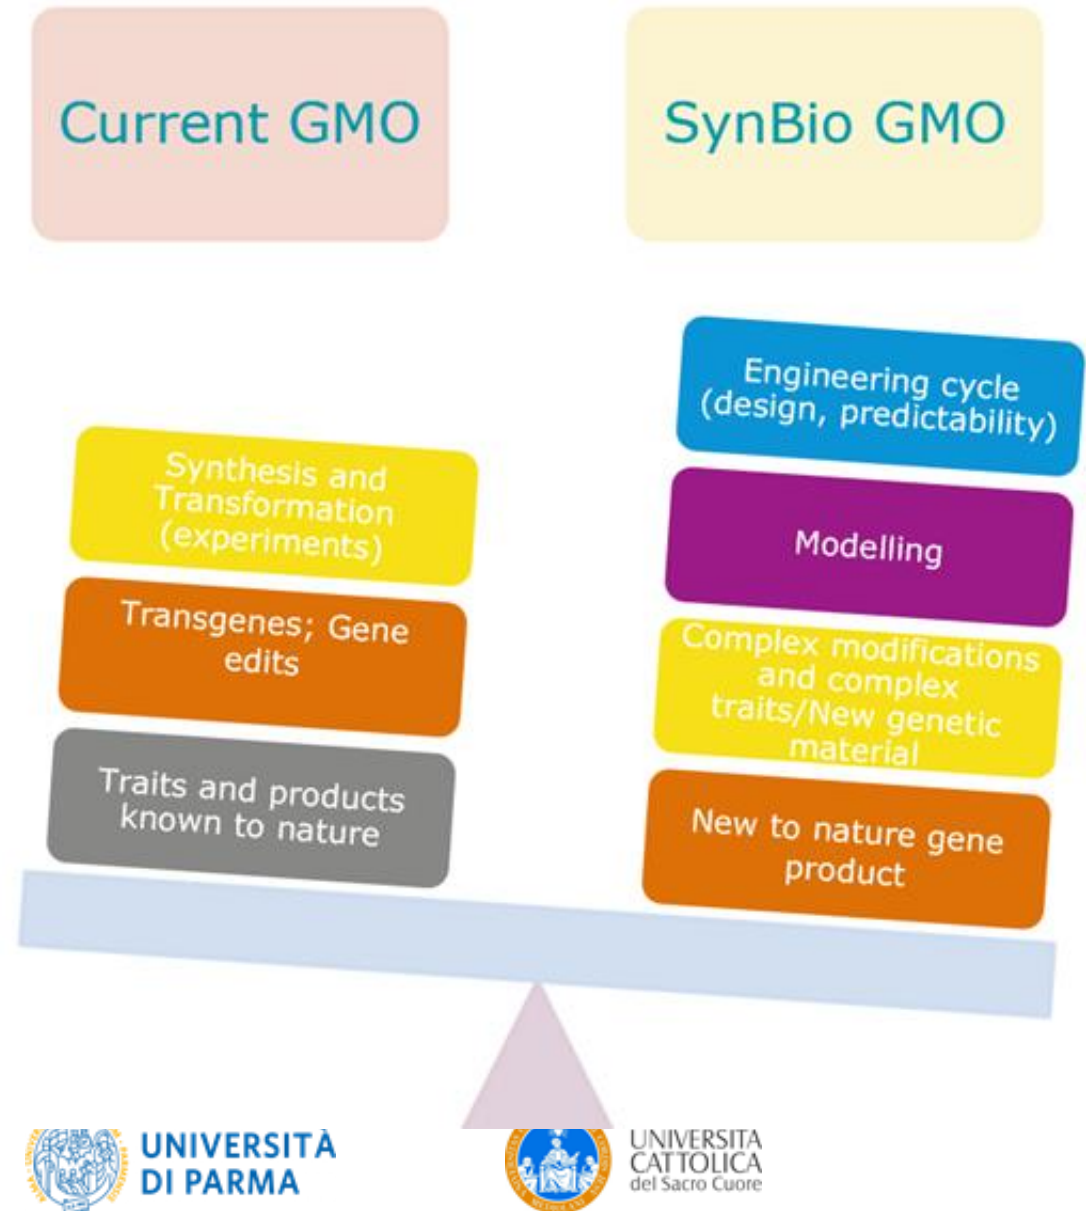 Current GMO
SynBio GMO
Synthesis and
Transformation
(experiments)
Transgenes; Gene
edits
Traits and products
known to nature
Engineering cycle
(design, predictability)
Modelling
Complex modifications
and complex
traits/New genetic
material
New to nature gene
product
UNIVERSITÀ
DI PARMA
UNIVERSITA
CATTOLICA
del Sacro Cuore